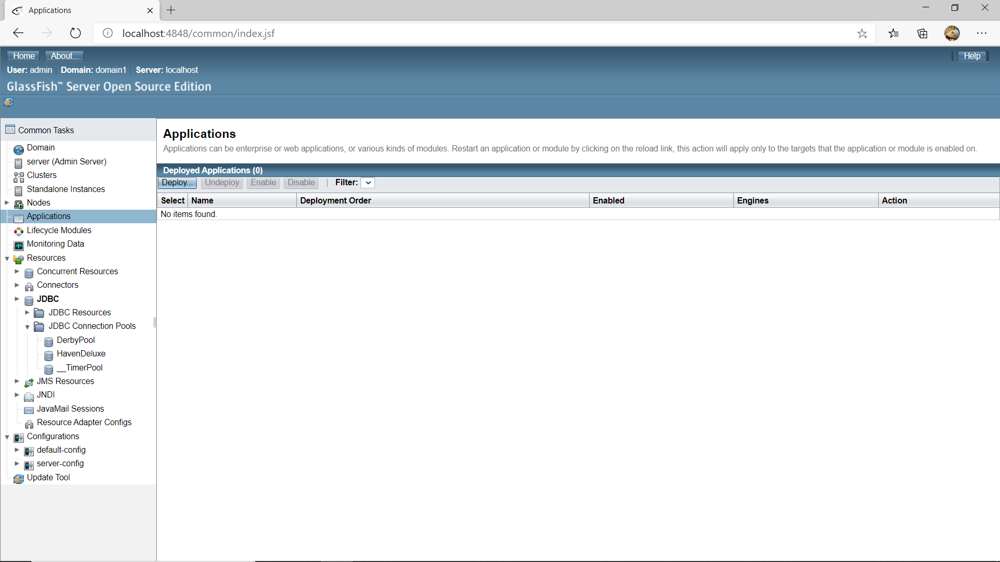 Applications
localhost:4848/common/index.jsf
Home About... Help
User: admin Domain: domain1 Server: localhost
GlassFish™ Server Open Source Edition
Common Tasks
Domain
server (Admin Server)
Clusters
Standalone Instances
Nodes
Applications
Lifecycle Modules
Monitoring Data
Resources
Concurrent Resources
Connectors
JDBC
JDBC Resources
JDBC Connection Pools
DerbyPool
HavenDeluxe
__TimerPool
JMS Resources
JNDI
JavaMail Sessions
Resource Adapter Configs
Configurations
default-config
server-config
Update Tool
Applications
Applications can be enterprise or web applications, or various kinds of modules. Restart an application or module by clicking on the reload link, this action will apply only to the targets that the application or module is enabled on.
Deployed Applications (0)
Deploy... Undeploy Enable Disable | Filter:
Select Name Deployment Order Enabled Engines Action
No items found.